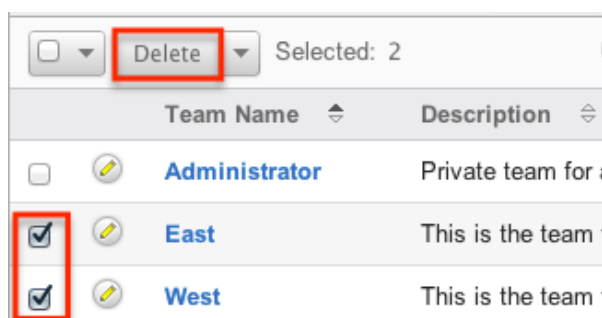 Delete Selected: 2
Team Name Description
Administrator Private team for
East This is the team
West This is the team